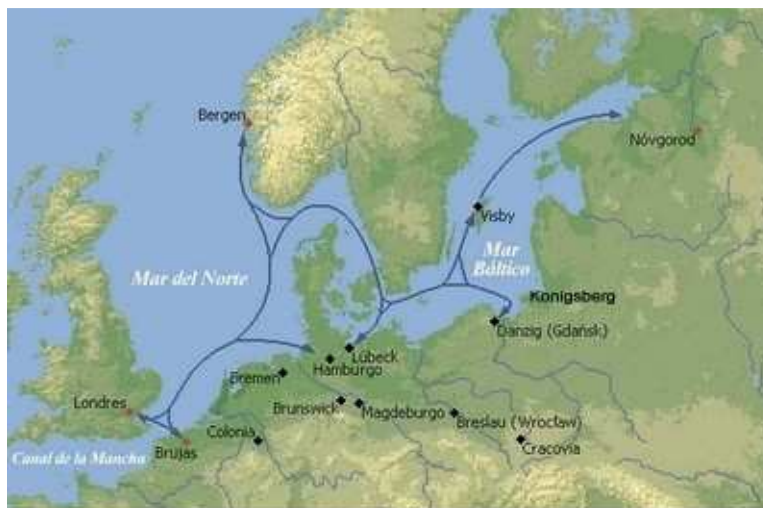 Bergen
Nóvgorod
Visby
Mar
Báltico
Mar del Norte
Konigsberg
Danzig (Gdańsk)
Lübeck
Hamburgo
Bremen
Londres
Brunswick
Magdeburgo
Breslau (Wrocław)
Colonia
Cracovia
Canal de la Mancha
Brujas